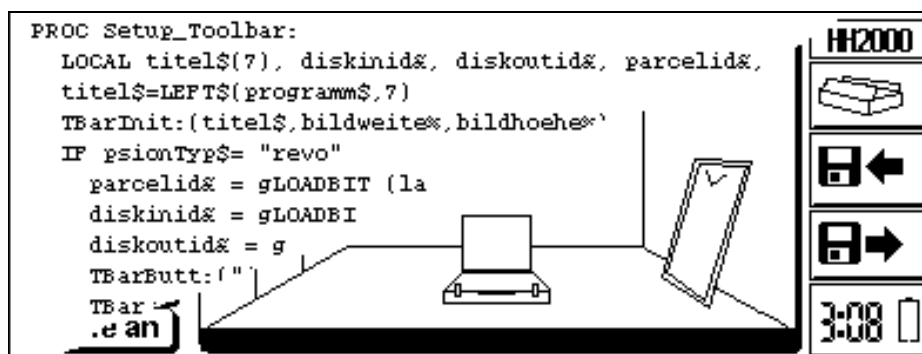 PROC Setup_Toolbar:
LOCAL titel$(7), diskinid&, diskoutid&, parcelid&,
titel$=LEFT$(programm$,7)
TBarInit:(titel$,bildweite%,bildhoehe%)
IF psionTyp$= "revo"
parcelid& = gLOADBIT (la
diskinid& = gLOADBI
diskoutid& = g
TBarButt:("
TBar
HH2000
3:08